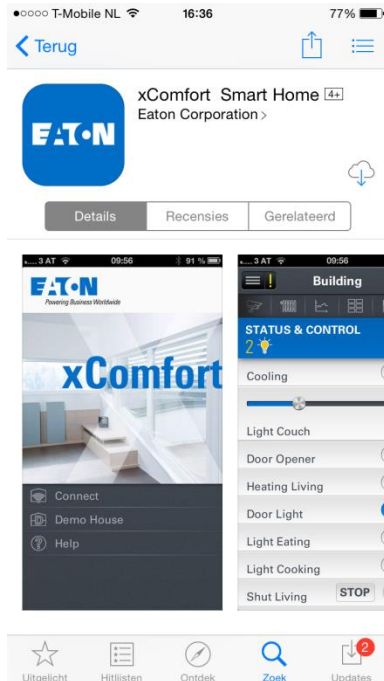 T-Mobile NL 16:36 77%
Terug
xComfort Smart Home 4+
Eaton Corporation >
EATON
Details Recensies Gerelateerd
3 AT 09:56 91 %
EATON
Powering Business Worldwide
xComfort
Connect
Demo House
Help
3 AT 09:56
Building
STATUS & CONTROL
2
Cooling
Light Couch
Door Opener
Heating Living
Door Light
Light Eating
Light Cooking
Shut Living STOP
2
Uitgelicht Hitlijsten Ontdek Zoek Updates